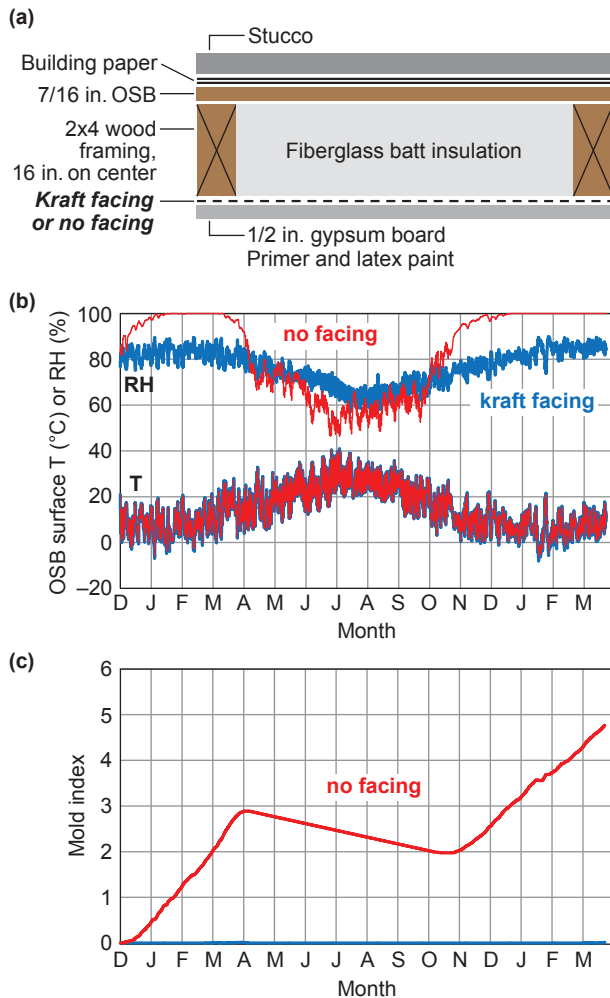 (a)
Stucco
Building paper
7/16 in. OSB
2x4 wood
framing,
16 in. on center
Fiberglass batt insulation
Kraft facing
or no facing
1/2 in. gypsum board
Primer and latex paint
(b)
OSB surface T (°C) or RH (%)
100
80
60
40
20
0
–20
no facing
RH
kraft facing
T
D J F M A M J J A S O N D J F M
Month
(c)
Mold index
6
5
4
3
2
1
0
no facing
D J F M A M J J A S O N D J F M
Month